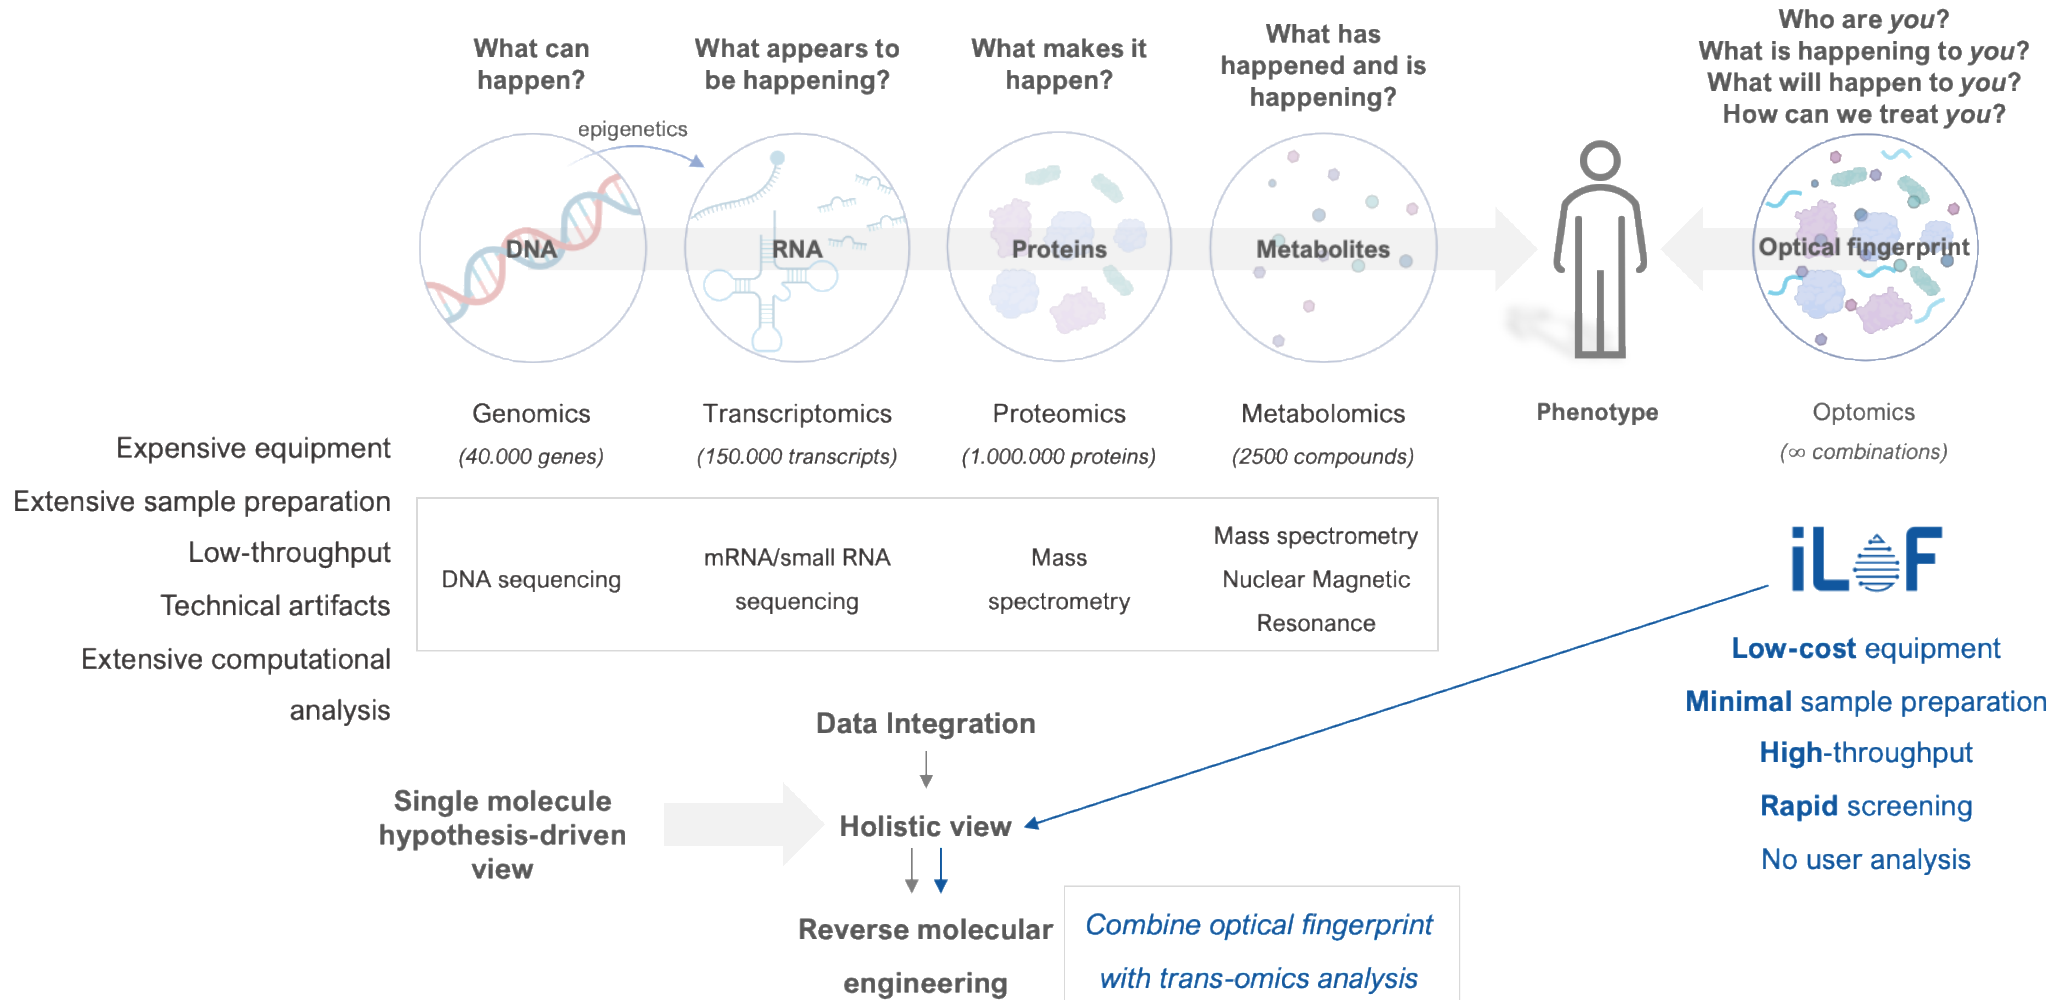 What can
happen?
What appears to
be happening?
What makes it
happen?
What has
happened and is
happening?
Who are you?
What is happening to you?
What will happen to you?
How can we treat you?
epigenetics
DNA
RNA
Proteins
Metabolites
Optical fingerprint
Genomics
(40.000 genes)
Transcriptomics
(150.000 transcripts)
Proteomics
(1.000.000 proteins)
Metabolomics
(2500 compounds)
Phenotype
Optomics
(∞ combinations)
Expensive equipment
Extensive sample preparation
Low-throughput
Technical artifacts
Extensive computational
analysis
DNA sequencing
mRNA/small RNA
sequencing
Mass
spectrometry
Mass spectrometry
Nuclear Magnetic
Resonance
iLoF
Low-cost equipment
Minimal sample preparation
High-throughput
Rapid screening
No user analysis
Data Integration
Single molecule
hypothesis-driven
view
Holistic view
Reverse molecular
engineering
Combine optical fingerprint
with trans-omics analysis